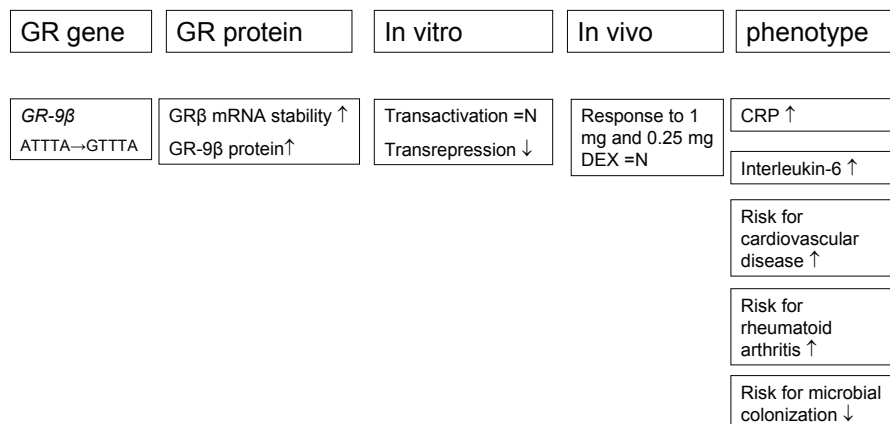 GR gene
GR protein
In vitro
In vivo
phenotype
GR-9β
ATTTA→GTTTA
GRβ mRNA stability ↑
GR-9β protein↑
Transactivation =N
Transrepression ↓
Response to 1
mg and 0.25 mg
DEX =N
CRP ↑
Interleukin-6 ↑
Risk for
cardiovascular
disease ↑
Risk for
rheumatoid
arthritis ↑
Risk for microbial
colonization ↓